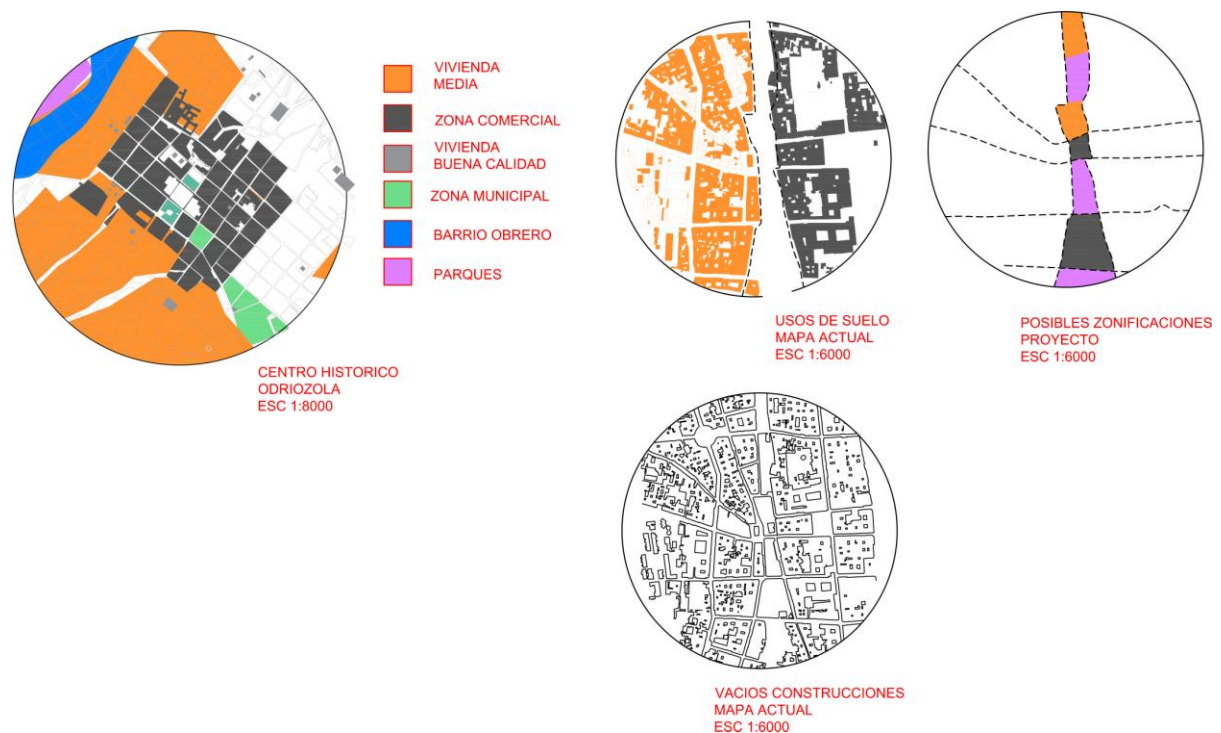 VIVIENDA
MEDIA
ZONA COMERCIAL
VIVIENDA
BUENA CALIDAD
ZONA MUNICIPAL
BARRIO OBRERO
PARQUES
CENTRO HISTORICO
ODRIOZOLA
ESC 1:8000
USOS DE SUELO
MAPA ACTUAL
ESC 1:6000
POSIBLES ZONIFICACIONES
PROYECTO
ESC 1:6000
VACIOS CONSTRUCCIONES
MAPA ACTUAL
ESC 1:6000